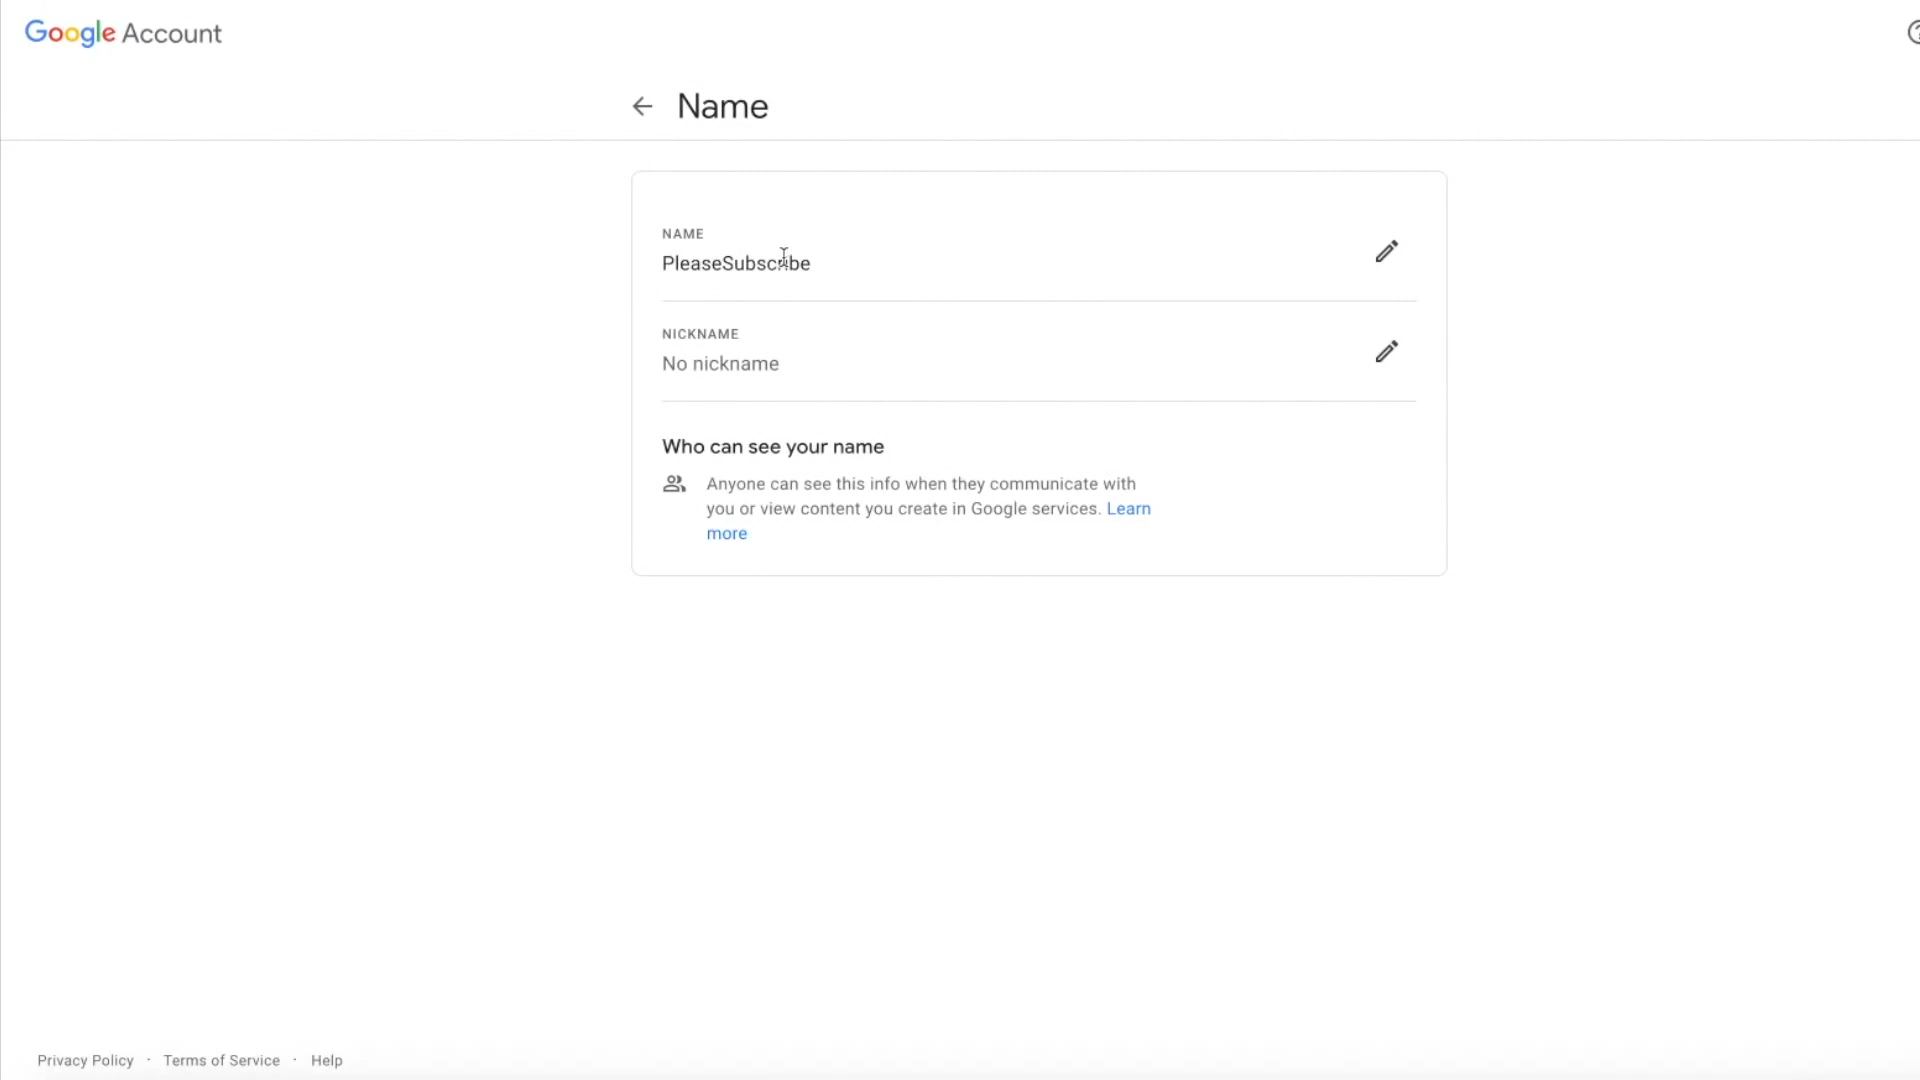 Google Account
Name
NAME
PleaseSubscribe
NICKNAME
No nickname
Who can see your name
Anyone can see this info when they communicate with
you or view content you create in Google services. Learn
more
Privacy Policy · Terms of Service · Help